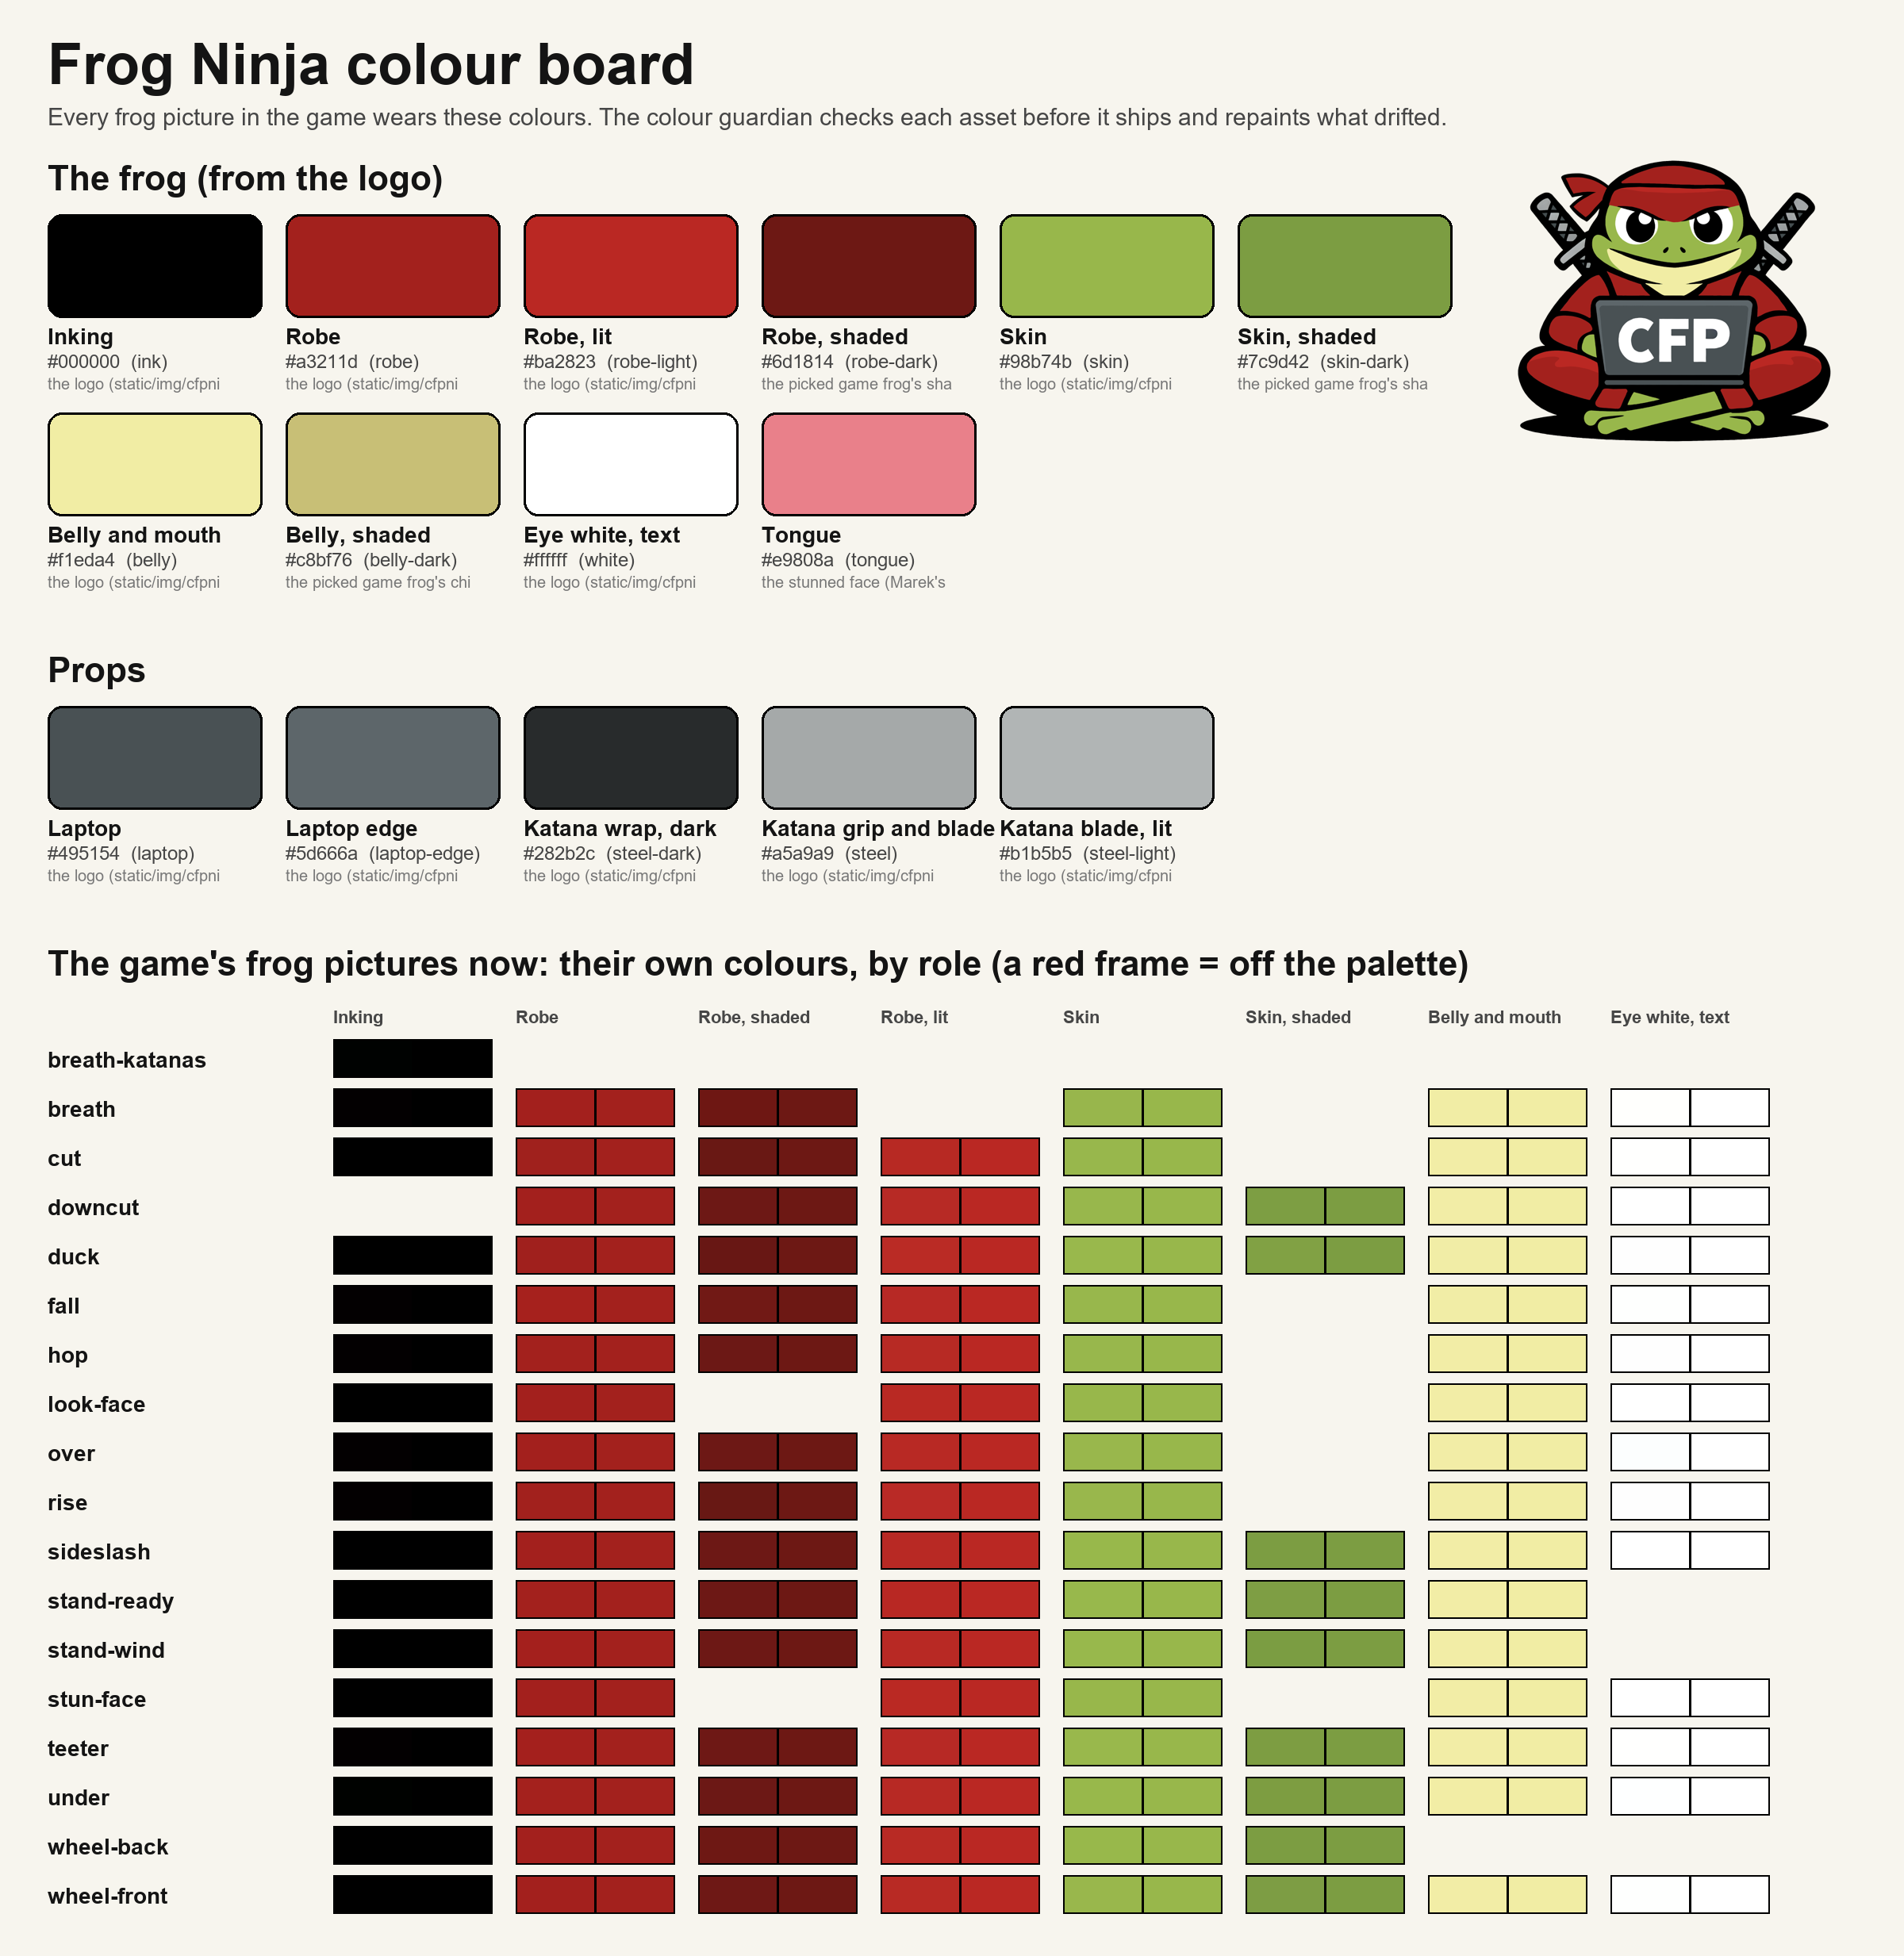 Frog Ninja colour board
Every frog picture in the game wears these colours. The colour guardian checks each asset before it ships and repaints what drifted.
The frog (from the logo)
Inking
#000000 (ink)
the logo (static/img/cfpni
Robe
#a3211d (robe)
the logo (static/img/cfpni
Robe, lit
#ba2823 (robe-light)
the logo (static/img/cfpni
Robe, shaded
#6d1814 (robe-dark)
the picked game frog's sha
Skin
#98b74b (skin)
the logo (static/img/cfpni
Skin, shaded
#7c9d42 (skin-dark)
the picked game frog's sha
CFP
Belly and mouth
#f1eda4 (belly)
the logo (static/img/cfpni
Belly, shaded
#c8bf76 (belly-dark)
the picked game frog's chi
Eye white, text
#ffffff (white)
the logo (static/img/cfpni
Tongue
#e9808a (tongue)
the stunned face (Marek's
Props
Laptop
#495154 (laptop)
the logo (static/img/cfpni
Laptop edge
#5d666a (laptop-edge)
the logo (static/img/cfpni
Katana wrap, dark
#282b2c (steel-dark)
the logo (static/img/cfpni
Katana grip and blade
#a5a9a9 (steel)
the logo (static/img/cfpni
Katana blade, lit
#b1b5b5 (steel-light)
the logo (static/img/cfpni
The game's frog pictures now: their own colours, by role (a red frame = off the palette)
Inking Robe Robe, shaded Robe, lit Skin Skin, shaded Belly and mouth Eye white, text
breath-katanas
breath
cut
downcut
duck
fall
hop
look-face
over
rise
sideslash
stand-ready
stand-wind
stun-face
teeter
under
wheel-back
wheel-front